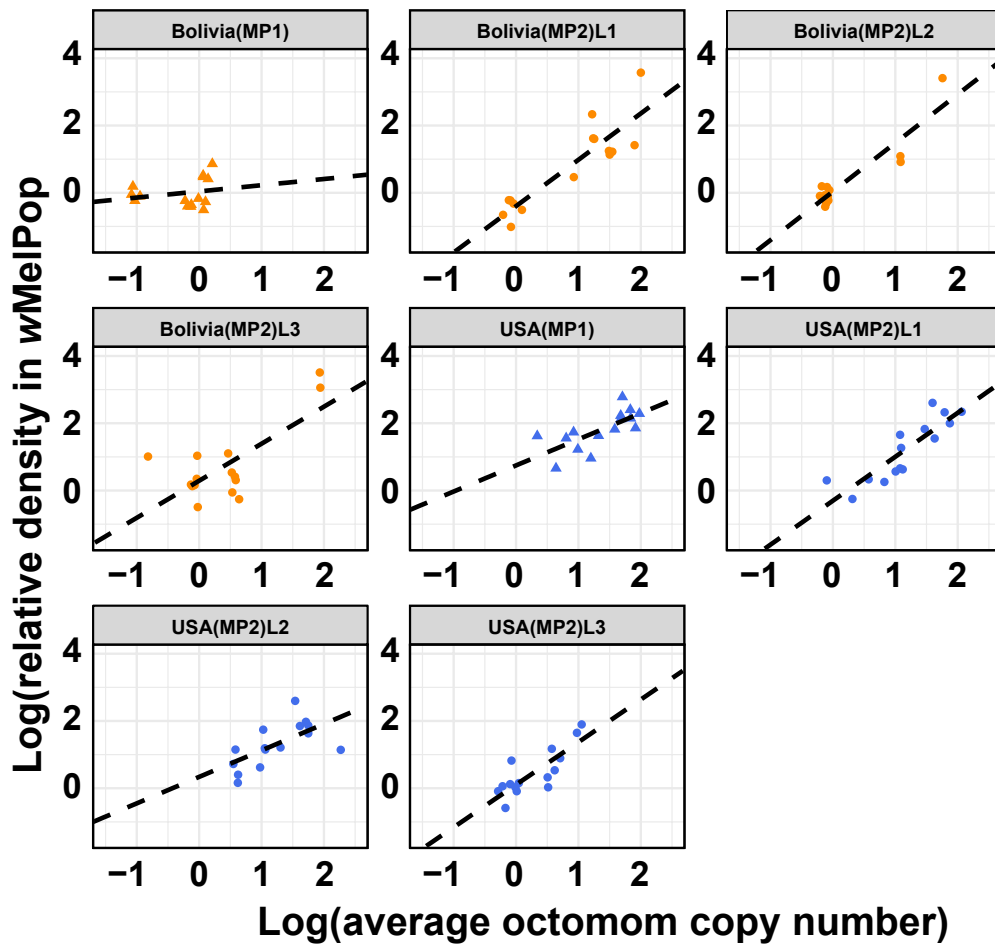 Bolivia(MP1)
Bolivia(MP2)L1
Bolivia(MP2)L2
4
2
0
4
2
0
4
2
0
−1 0 1 2
−1 0 1 2
−1 0 1 2
Bolivia(MP2)L3
USA(MP1)
USA(MP2)L1
4
2
0
4
2
0
4
2
0
−1 0 1 2
−1 0 1 2
−1 0 1 2
USA(MP2)L2
USA(MP2)L3
4
2
0
4
2
0
−1 0 1 2
−1 0 1 2
Log(relative density in wMelPop
Log(average octomom copy number)